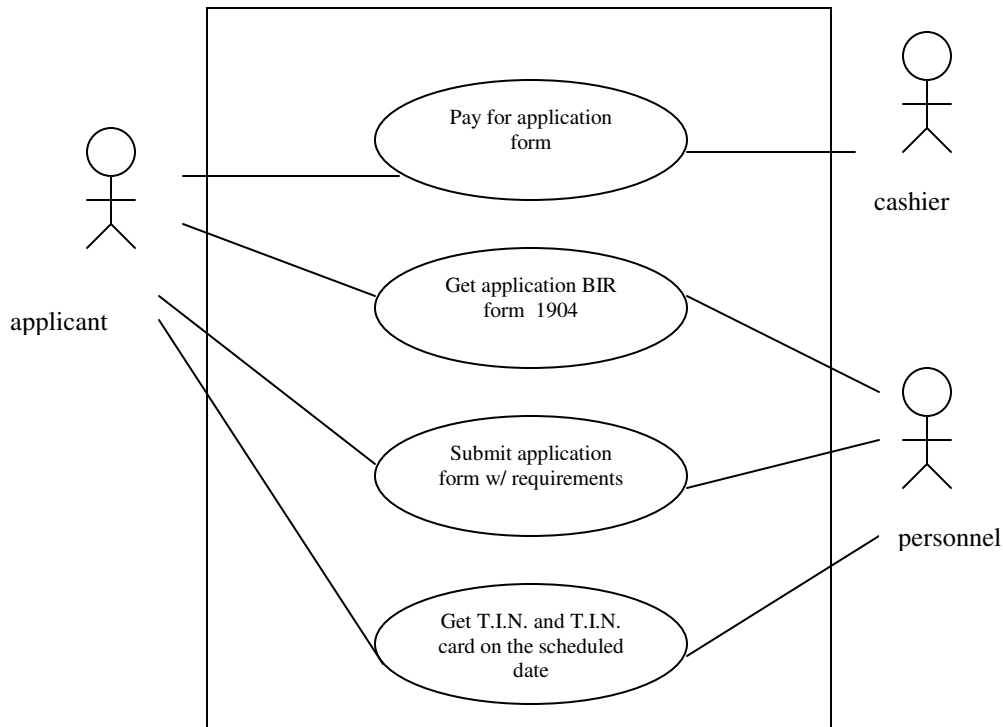 Pay for application
form
cashier
applicant
Get application BIR
form  1904
Submit application
form w/ requirements
personnel
Get T.I.N. and T.I.N.
card on the scheduled
date